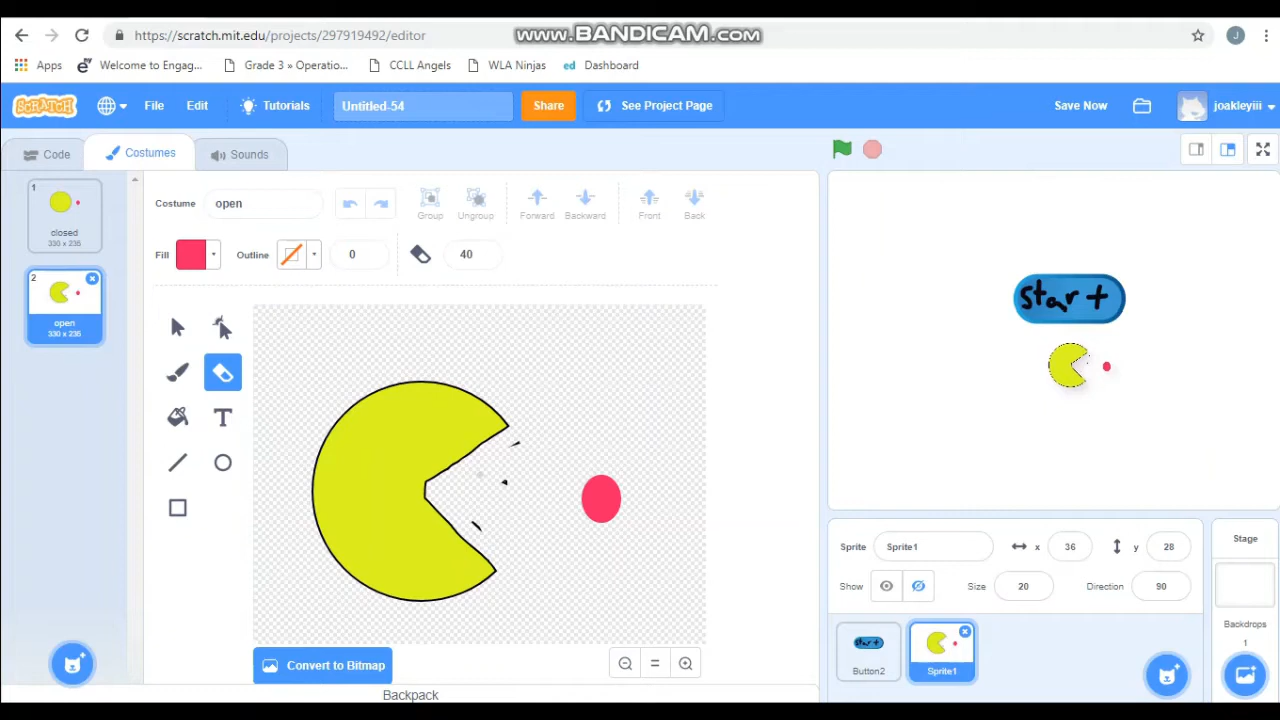 www.BANDICAM.com
https://scratch.mit.edu/projects/297919492/editor
J
Apps Welcome to Engag... Grade 3 » Operatio... CCLL Angels WLA Ninjas ed Dashboard
SCRATCH File Edit Tutorials Untitled-54 Share See Project Page Save Now joakleyiii
Code Costumes Sounds
1
closed
330 x 236
2
open
330 x 236
Costume open Group Ungroup Forward Backward Front Back
Fill Outline 0 40
T
Convert to Bitmap
Backpack
start
Sprite Sprite1 x 36 y 28
Show Size 20 Direction 90
start
Button2
Sprite1
Stage
Backdrops
1